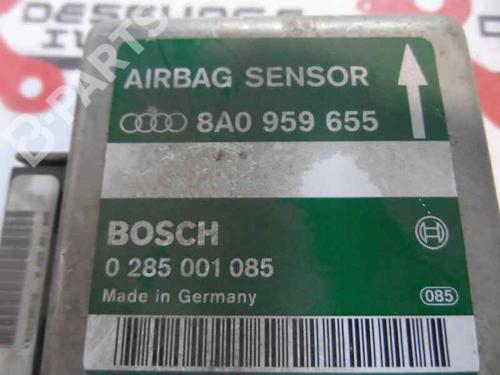 B-PARTS
AIRBAG SENSOR
8A0 959 655
BOSCH
0 285 001 085
Made in Germany
085